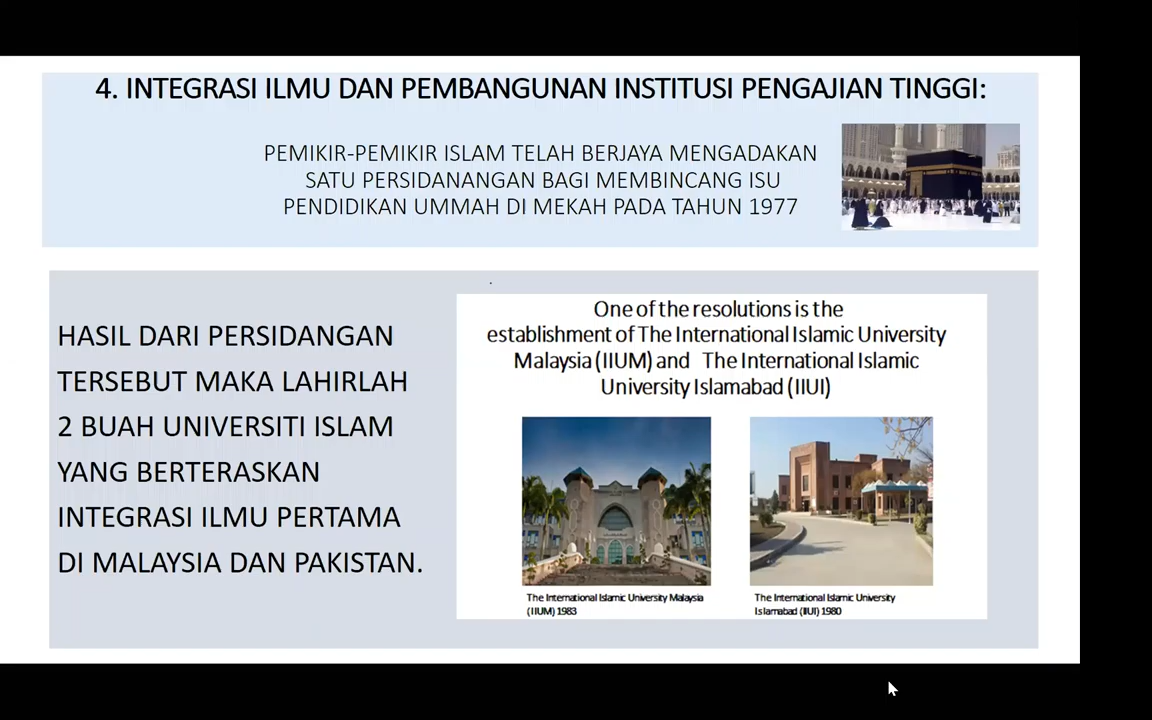 4. INTEGRASI ILMU DAN PEMBANGUNAN INSTITUSI PENGAJIAN TINGGI:
PEMIKIR-PEMIKIR ISLAM TELAH BERJAYA MENGADAKAN
SATU PERSIDANANGAN BAGI MEMBINCANG ISU
PENDIDIKAN UMMAH DI MEKAH PADA TAHUN 1977
HASIL DARI PERSIDANGAN
TERSEBUT MAKA LAHIRLAH
2 BUAH UNIVERSITI ISLAM
YANG BERTERASKAN
INTEGRASI ILMU PERTAMA
DI MALAYSIA DAN PAKISTAN.
One of the resolutions is the
establishment of The International Islamic University
Malaysia (IIUM) and The International Islamic
University Islamabad (IIUI)
The International Islamic University Malaysia
(IIUM) 1983
The International Islamic University
Islamabad (IIUI) 1980